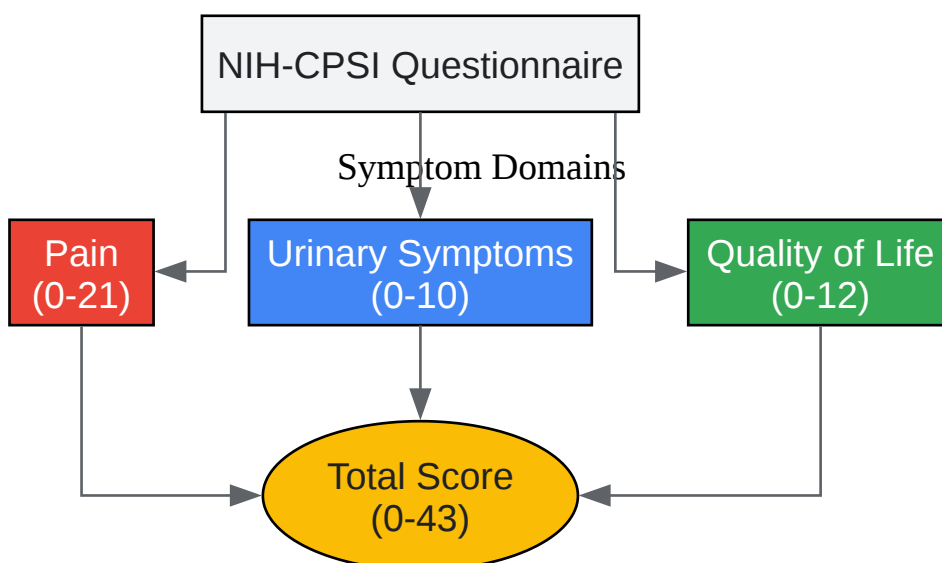 NIH-CPSI Questionnaire
Symptom Domains
Pain
(0-21)
Urinary Symptoms
(0-10)
Quality of Life
(0-12)
Total Score
(0-43)